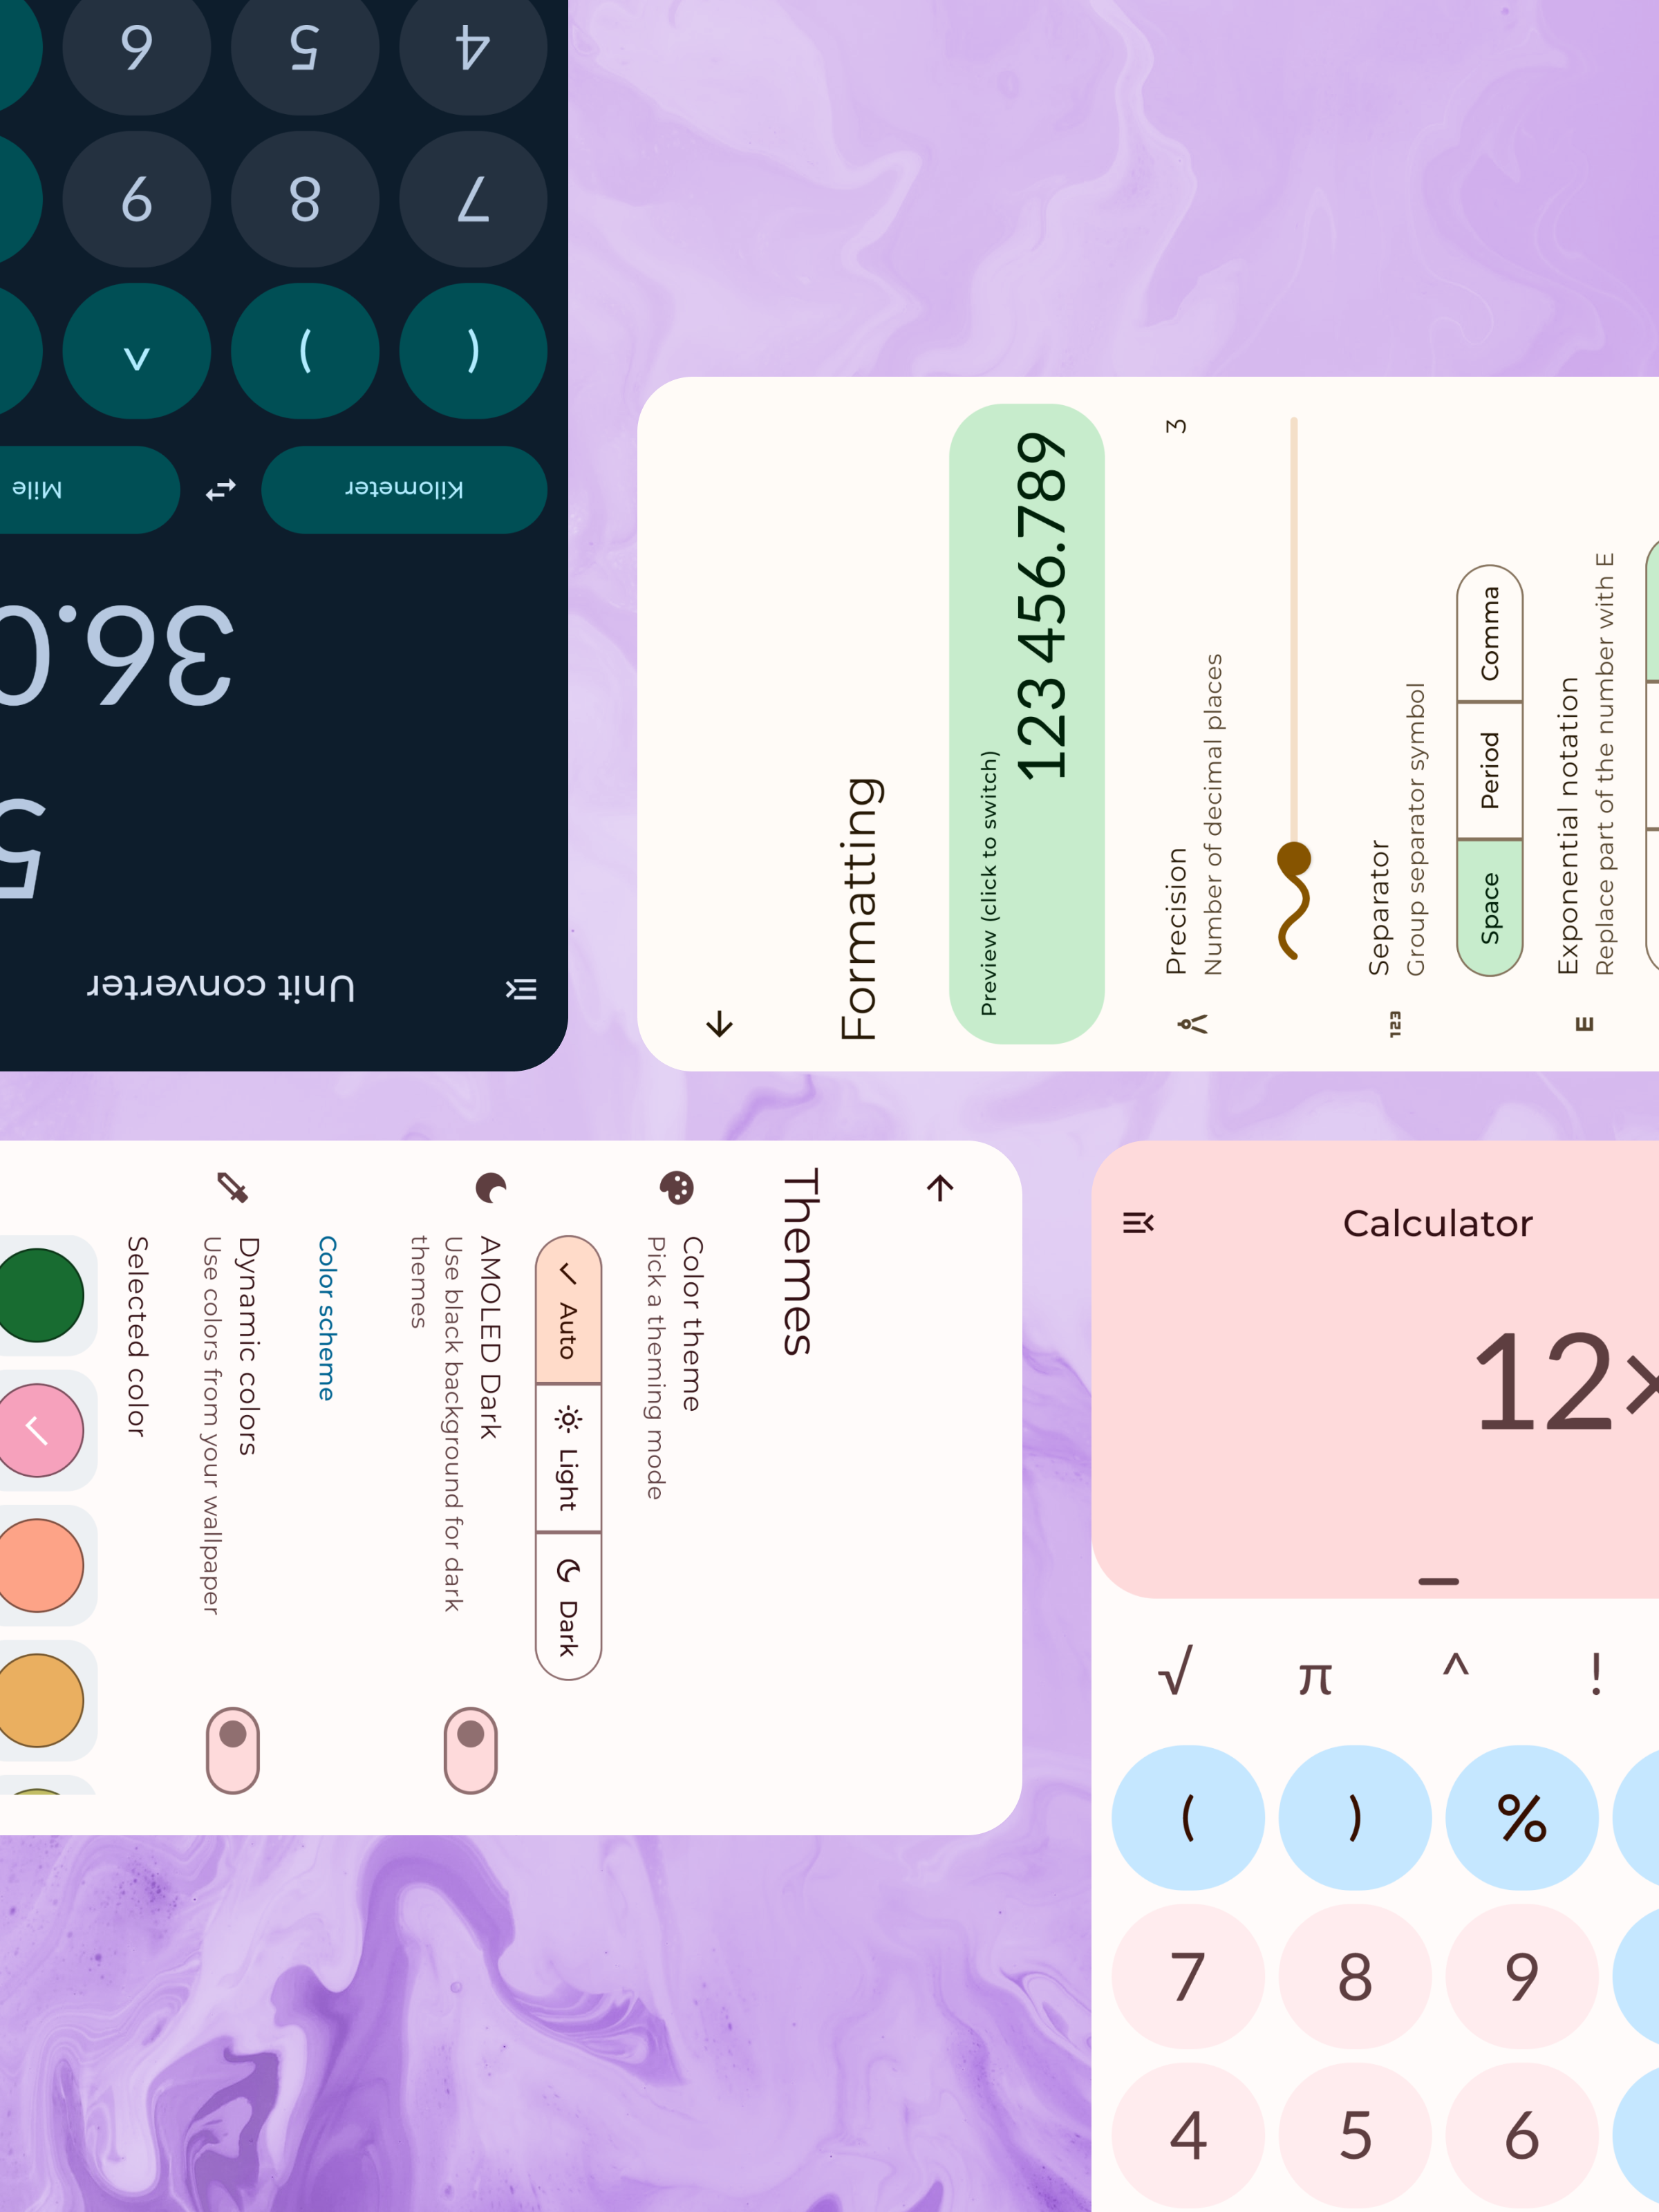 Unit converter
5
36.0
Kilometer
Mile
(
)
^
7
8
9
4
5
6
Formatting
Preview (click to switch)
123 456.789
Precision
3
Number of decimal places
Separator
Group separator symbol
Space
Period
Comma
Exponential notation
Replace part of the number with E
123
E
Themes
Color theme
Pick a theming mode
Auto
Light
Dark
AMOLED Dark
Use black background for dark
themes
Color scheme
Dynamic colors
Use colors from your wallpaper
Selected color
Calculator
12×
√ π ^ !
( ) %
7 8 9
4 5 6